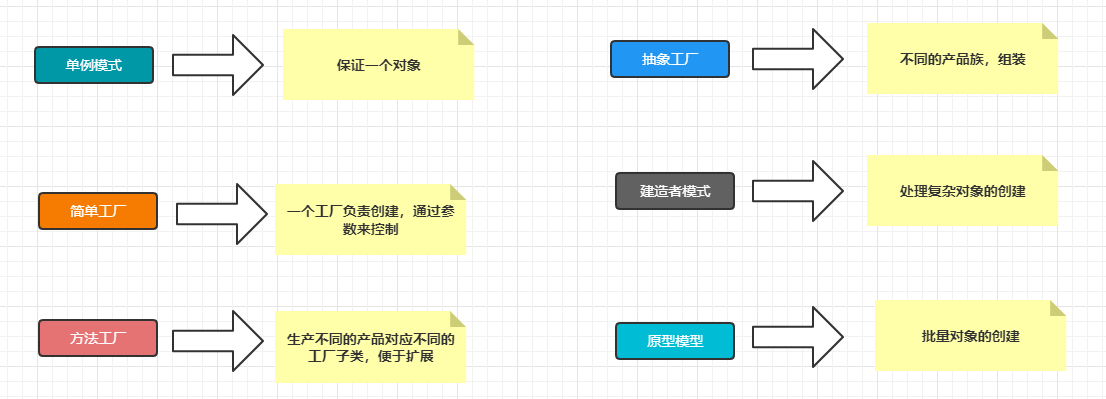 单例模式
保证一个对象
抽象工厂
不同的产品族，组装
简单工厂
一个工厂负责创建，通过参
数来控制
建造者模式
处理复杂对象的创建
方法工厂
生产不同的产品对应不同的
工厂子类，便于扩展
原型模型
批量对象的创建